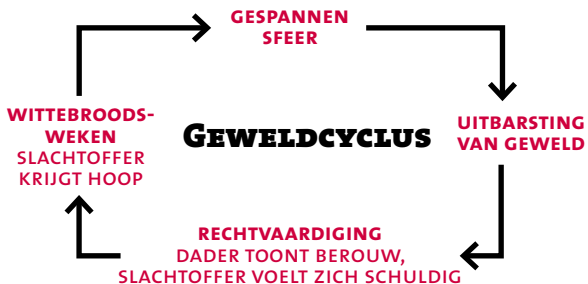 GESPANNEN
SFEER
WITTEBROODS-
WEKEN
SLACHTOFFER
KRIJGT HOOP
GEWELDCYCLUS
UITBARSTING
VAN GEWELD
RECHTVAARDIGING
DADER TOONT BEROUW,
SLACHTOFFER VOELT ZICH SCHULDIG